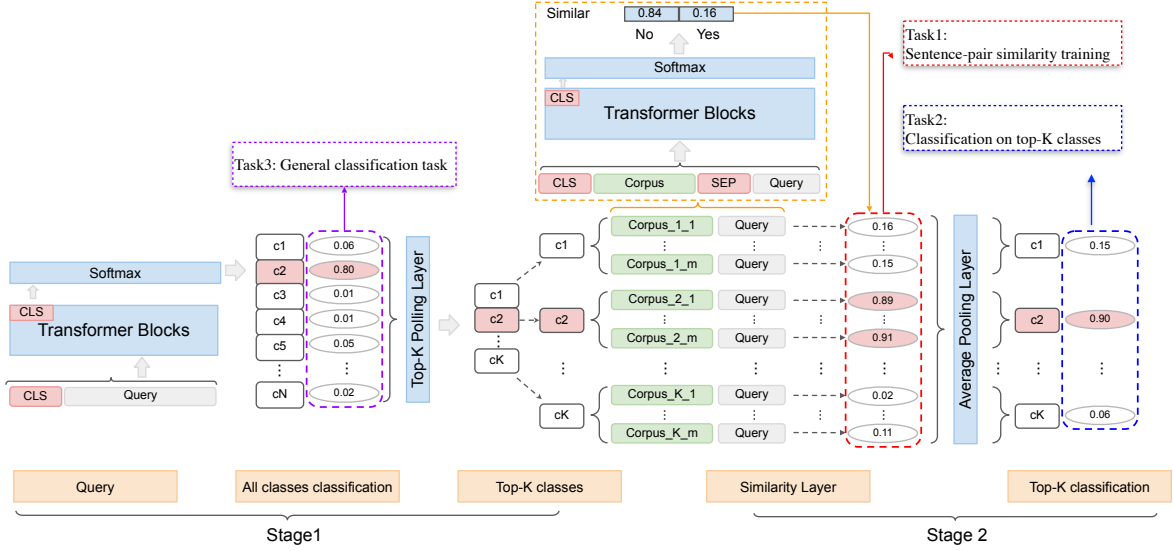 Similar
0.84
0.16
No
Yes
Softmax
CLS
Transformer Blocks
CLS
Corpus
SEP
Query
Task1:
Sentence-pair similarity training
Task2:
Classification on top-K classes
Task3: General classification task
Softmax
CLS
Transformer Blocks
CLS
Query
c1
0.06
c2
0.80
c3
0.01
c4
0.01
c5
0.05
cN
0.02
Top-K Polling Layer
c1
c2
cK
c1
Corpus_1_1
Query
0.16
Corpus_1_m
Query
0.15
c2
Corpus_2_1
Query
0.89
Corpus_2_m
Query
0.91
cK
Corpus_K_1
Query
0.02
Corpus_K_m
Query
0.11
Average Pooling Layer
c1
0.15
c2
0.90
cK
0.06
Query
All classes classification
Top-K classes
Similarity Layer
Top-K classification
Stage1
Stage 2